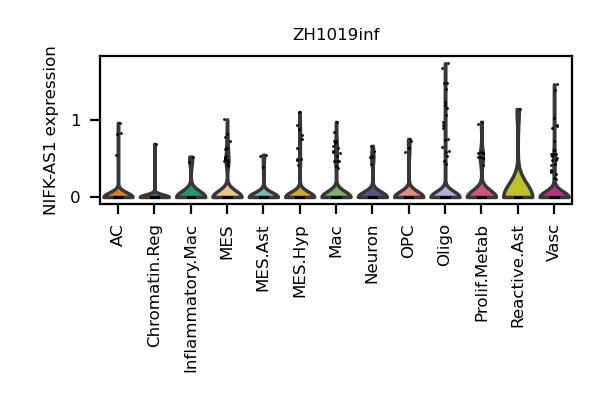 ZH1019inf
NIFK-AS1 expression
1
0
AC
Chromatin.Reg
Inflammatory.Mac
MES
MES.Ast
MES.Hyp
Mac
Neuron
OPC
Oligo
Prolif.Metab
Reactive.Ast
Vasc